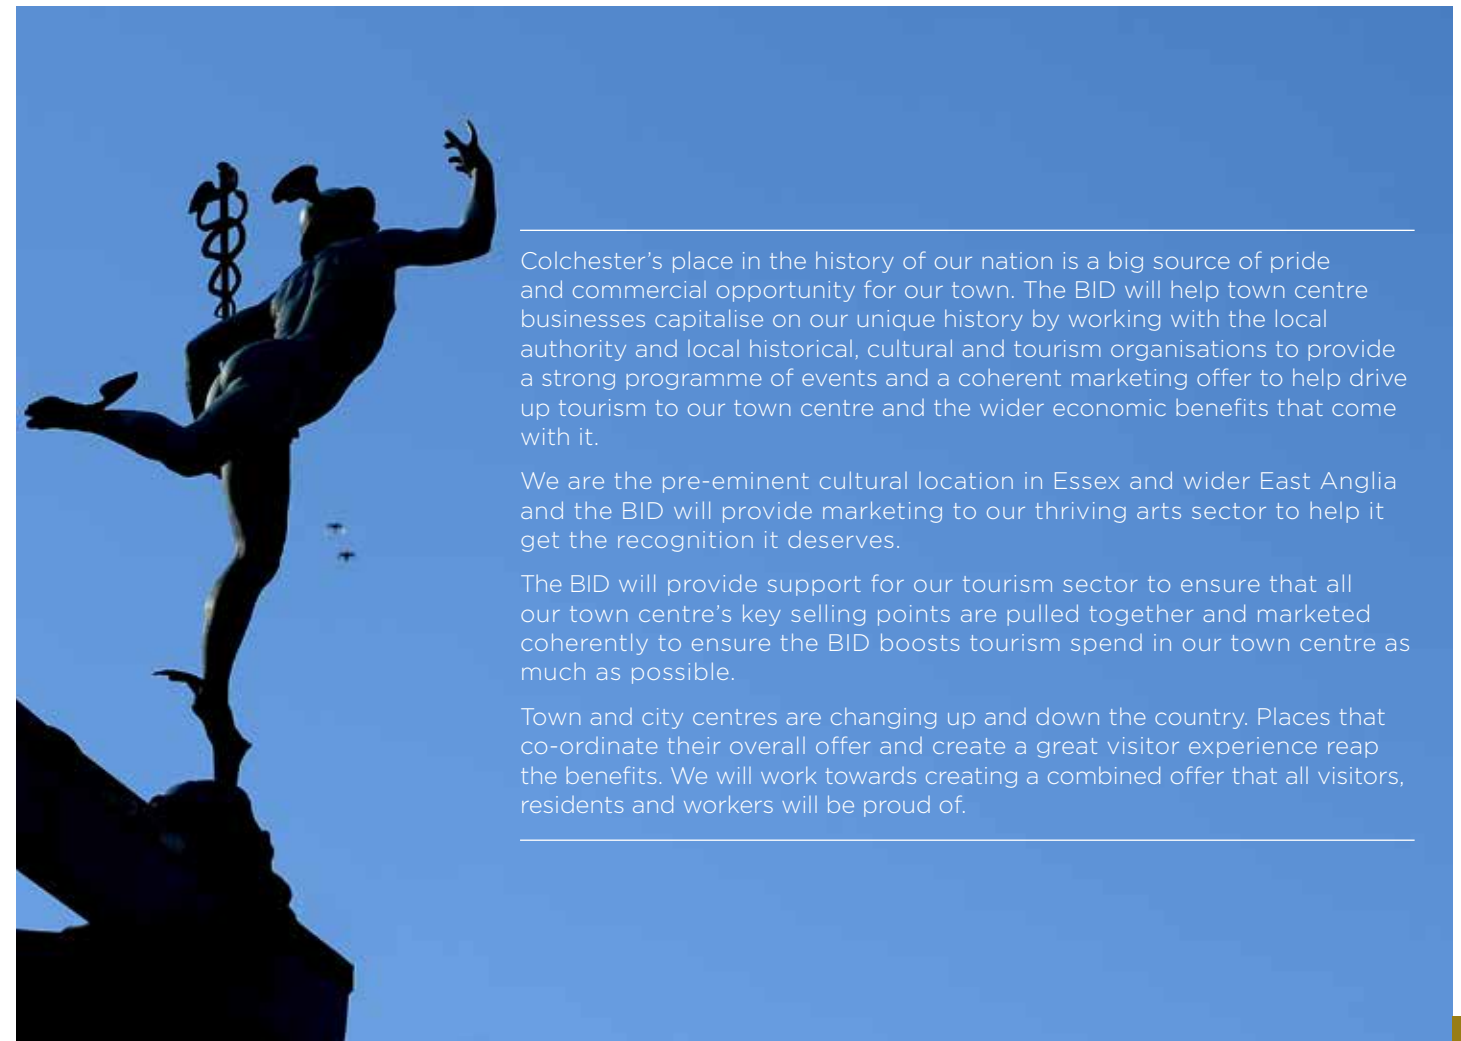 Colchester’s place in the history of our nation is a big source of pride
and commercial opportunity for our town. The BID will help town centre
businesses capitalise on our unique history by working with the local
authority and local historical, cultural and tourism organisations to provide
a strong programme of events and a coherent marketing offer to help drive
up tourism to our town centre and the wider economic benefits that come
with it.
We are the pre-eminent cultural location in Essex and wider East Anglia
and the BID will provide marketing to our thriving arts sector to help it
get the recognition it deserves.
The BID will provide support for our tourism sector to ensure that all
our town centre’s key selling points are pulled together and marketed
coherently to ensure the BID boosts tourism spend in our town centre as
much as possible.
Town and city centres are changing up and down the country. Places that
co-ordinate their overall offer and create a great visitor experience reap
the benefits. We will work towards creating a combined offer that all visitors,
residents and workers will be proud of.